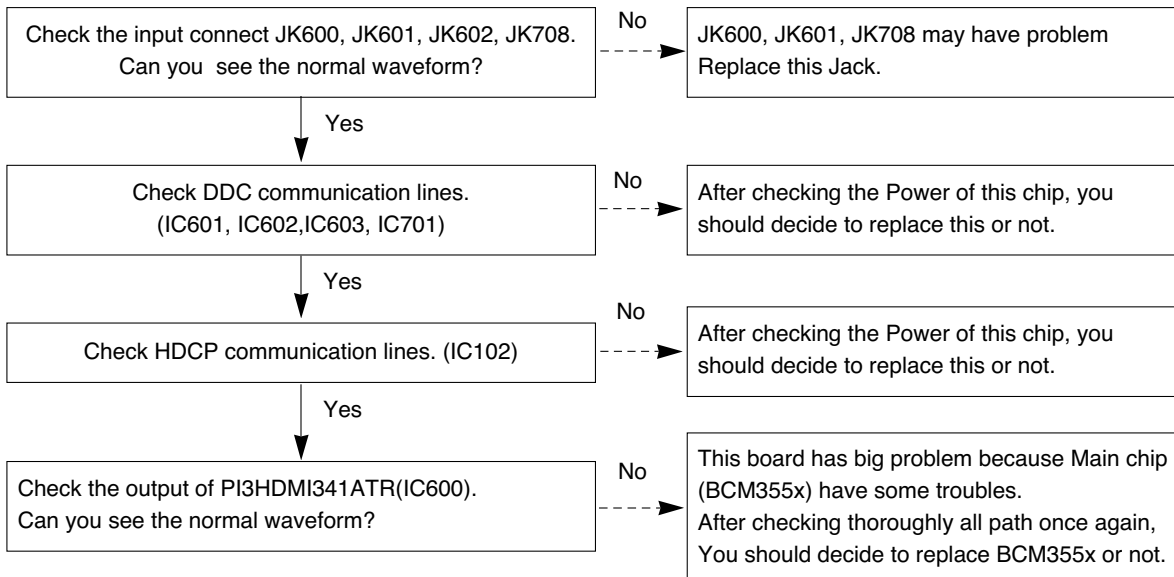 Check the input connect JK600, JK601, JK602, JK708.
Can you see the normal waveform?
No
JK600, JK601, JK708 may have problem
Replace this Jack.
Yes
Check DDC communication lines.
(IC601, IC602,IC603, IC701)
No
After checking the Power of this chip, you
should decide to replace this or not.
Yes
Check HDCP communication lines. (IC102)
No
After checking the Power of this chip, you
should decide to replace this or not.
Yes
Check the output of PI3HDMI341ATR(IC600).
Can you see the normal waveform?
No
This board has big problem because Main chip
(BCM355x) have some troubles.
After checking thoroughly all path once again,
You should decide to replace BCM355x or not.